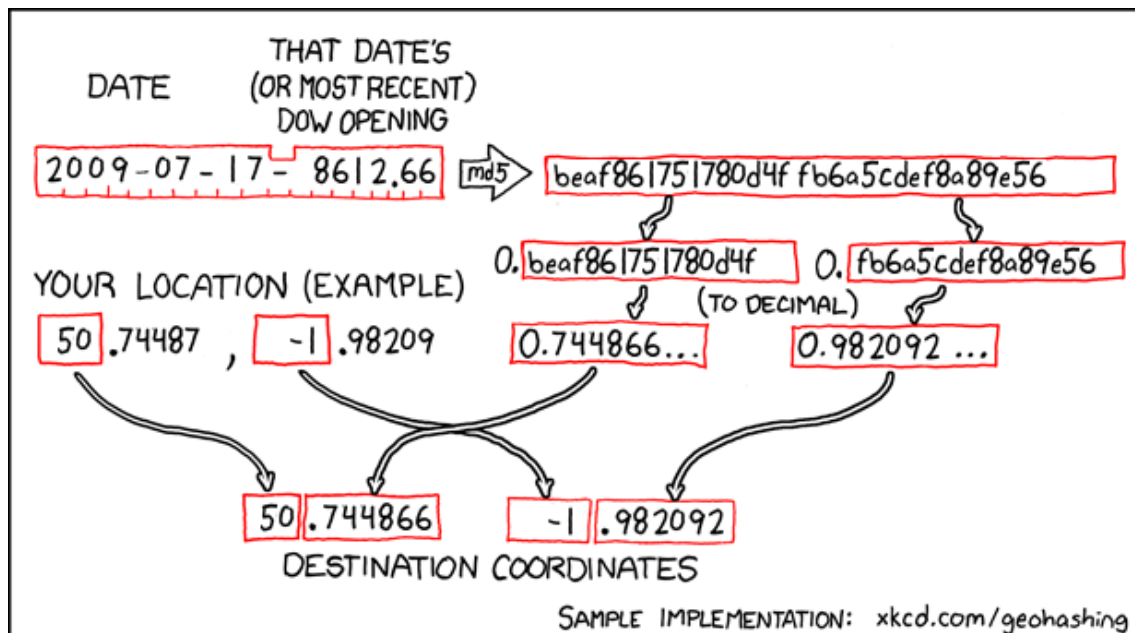 DATE
THAT DATE'S
(OR MOST RECENT)
DOW OPENING
2009-07-17-8612.66
md5
beaf861751780d4ffb6a5cdef8a89e56
0.beaf861751780d4f
0.fb6a5cdef8a89e56
YOUR LOCATION (EXAMPLE)
(TO DECIMAL)
50.74487, -1.98209
0.744866...
0.982092...
50.744866
-1.982092
DESTINATION COORDINATES
SAMPLE IMPLEMENTATION: xkcd.com/geohashing